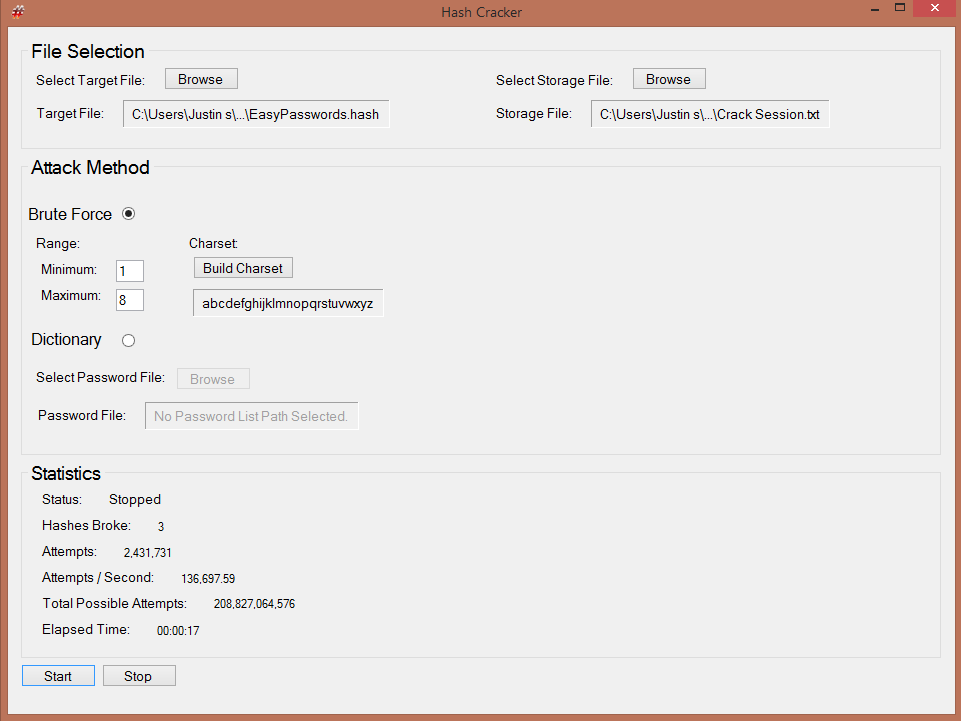 Hash Cracker
File Selection
Select Target File: Browse
Select Storage File: Browse
Target File: C:\Users\Justin s\...\EasyPasswords.hash
Storage File: C:\Users\Justin s\...\Crack Session.txt
Attack Method
Brute Force
Range:
Charset:
Minimum: 1
Build Charset
Maximum: 8
abcdefghijklmnopqrstuvwxyz
Dictionary
Select Password File: Browse
Password File: No Password List Path Selected.
Statistics
Status: Stopped
Hashes Broke: 3
Attempts: 2,431,731
Attempts / Second: 136,697.59
Total Possible Attempts: 208,827,064,576
Elapsed Time: 00:00:17
Start
Stop